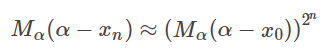 M_α(α − x_n) ≈ (M_α(α − x_0))^{2^n}